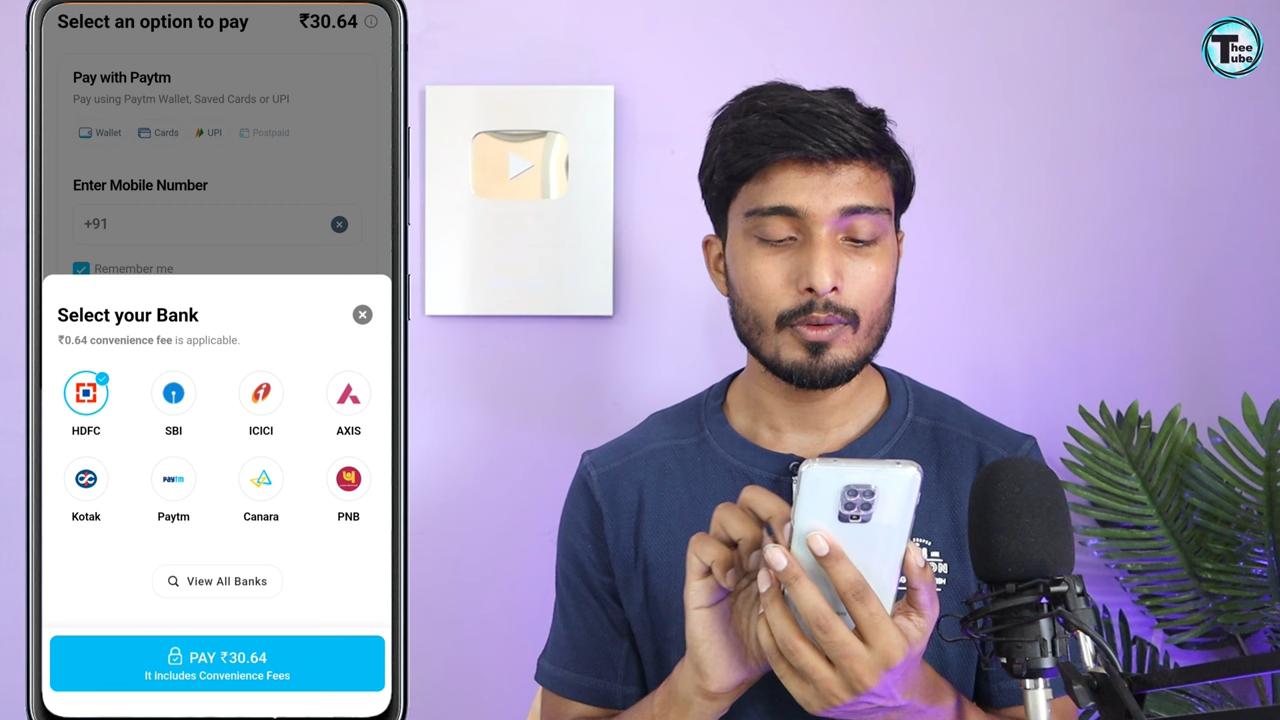 Select an option to pay ₹30.64
Pay with Paytm
Pay using Paytm Wallet, Saved Cards or UPI
Wallet Cards UPI Postpaid
Enter Mobile Number
+91
Remember me
Select your Bank
₹0.64 convenience fee is applicable.
HDFC SBI ICICI AXIS
paytm
Kotak Paytm Canara PNB
View All Banks
PAY ₹30.64
It includes Convenience Fees
Thee
Tube